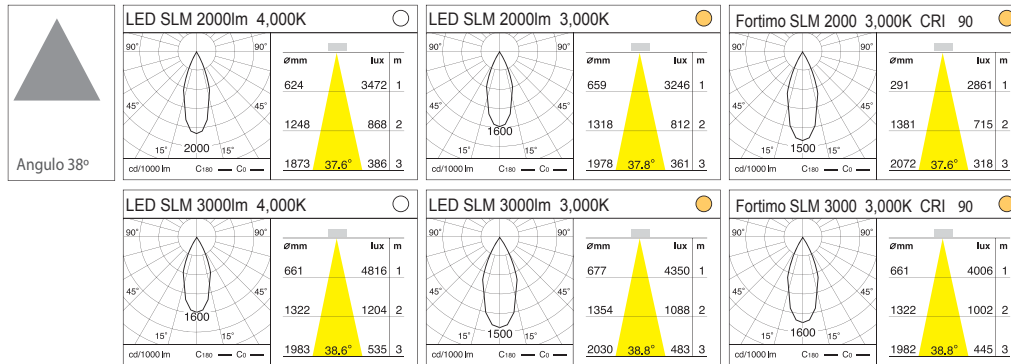 Angulo 38º
LED SLM 2000lm 4,000K
90° 90°
45° 45°
15° 2000 15°
cd/1000 lm C180 C0
ømm lux m
624 3472 1
1248 868 2
1873 37.6° 386 3
LED SLM 2000lm 3,000K
90° 90°
45° 45°
1600
15° 15°
cd/1000 lm C180 C0
ømm lux m
659 3246 1
1318 812 2
1978 37.8° 361 3
Fortimo SLM 2000 3,000K CRI 90
90° 90°
45° 45°
15° 1500 15°
cd/1000 lm C180 C0
ømm lux m
291 2861 1
1381 715 2
2072 37.6° 318 3
LED SLM 3000lm 4,000K
90° 90°
45° 45°
1600
15° 15°
cd/1000 lm C180 C0
ømm lux m
661 4816 1
1322 1204 2
1983 38.6° 535 3
LED SLM 3000lm 3,000K
90° 90°
45° 45°
15° 1500 15°
cd/1000 lm C180 C0
ømm lux m
677 4350 1
1354 1088 2
2030 38.8° 483 3
Fortimo SLM 3000 3,000K CRI 90
90° 90°
45° 45°
1600
15° 15°
cd/1000 lm C180 C0
ømm lux m
661 4006 1
1322 1002 2
1982 38.8° 445 3